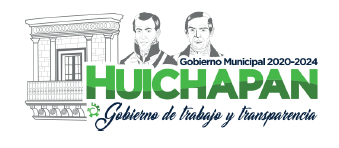 Gobierno Municipal 2020-2024
HUICHAPAN
Gobierno de trabajo y transparencia